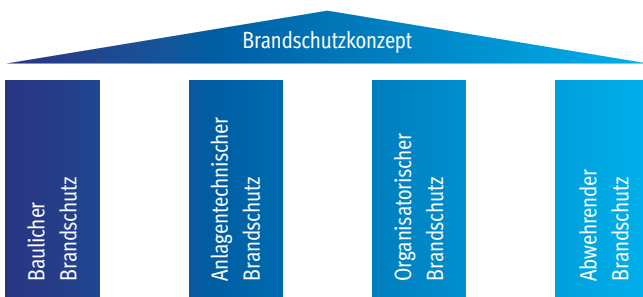 Brandschutzkonzept
Baulicher
Brandschutz
Anlagentechnischer
Brandschutz
Organisatorischer
Brandschutz
Abwehrender
Brandschutz